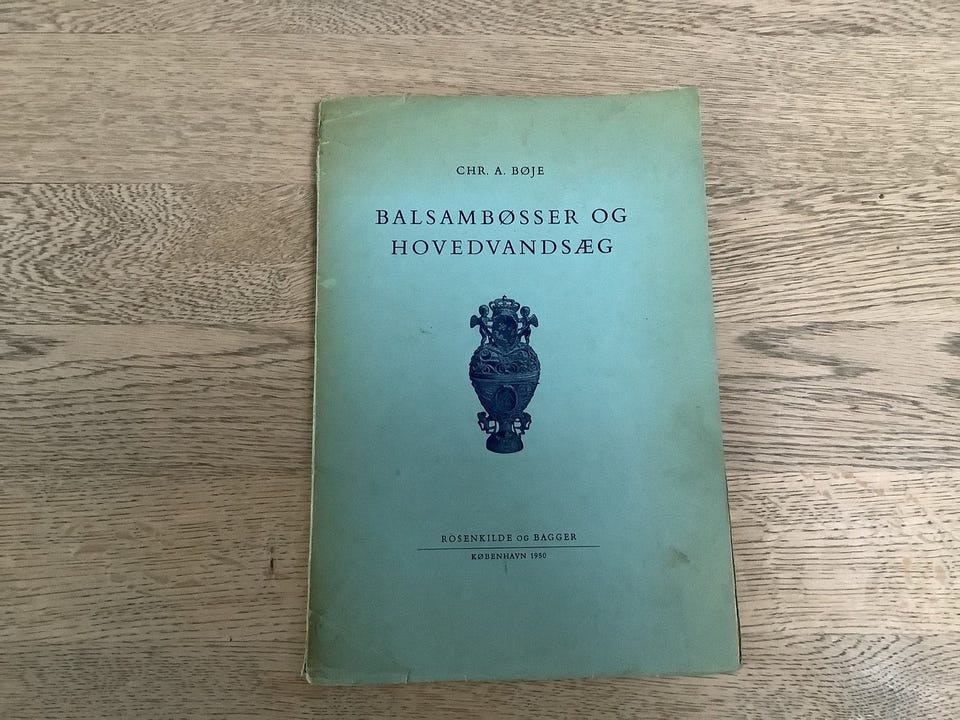 CHR. A. BØJE
BALSAMBØSSER OG
HOVEDVANDSÆG
ROSENKILDE OG BAGGER
KØBENHAVN 1950